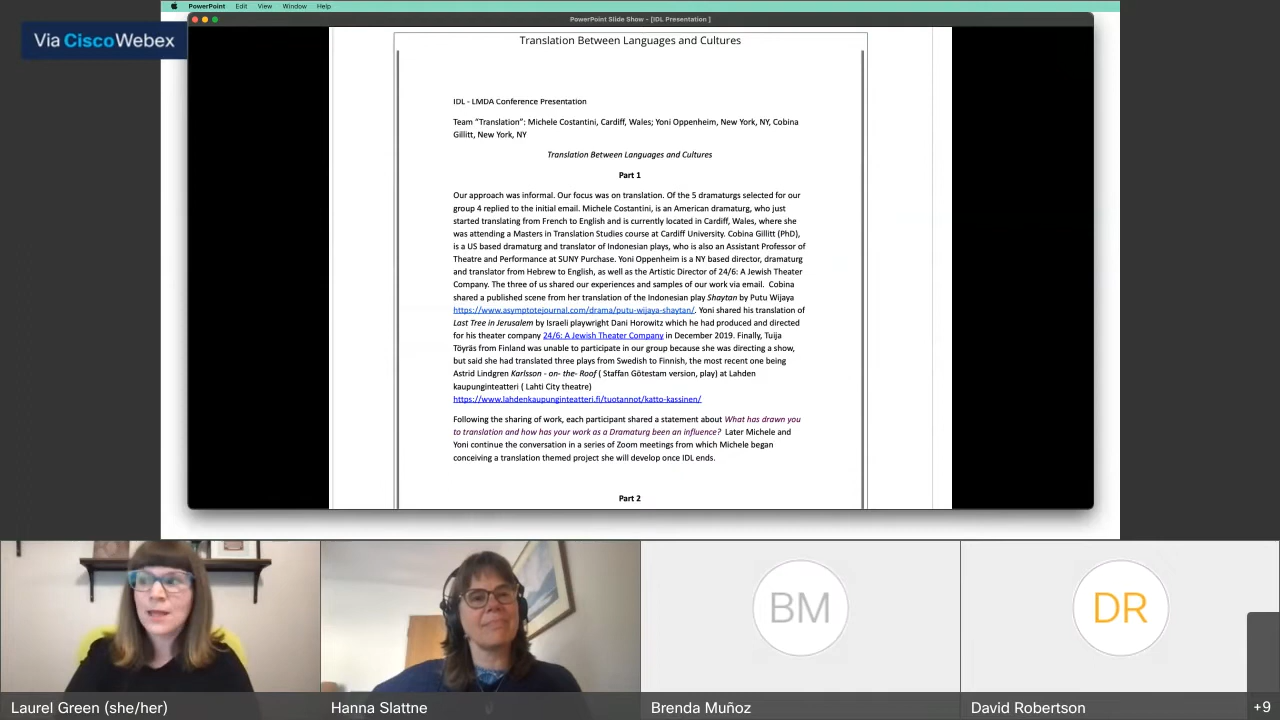 PowerPoint Edit View Window Help
PowerPoint Slide Show - [IDL Presentation ]
Via CiscoWebex
Translation Between Languages and Cultures
IDL - LMDA Conference Presentation
Team “Translation”: Michele Costantini, Cardiff, Wales; Yoni Oppenheim, New York, NY, Cobina
Gillitt, New York, NY
Translation Between Languages and Cultures
Part 1
Our approach was informal. Our focus was on translation. Of the 5 dramaturgs selected for our
group 4 replied to the initial email. Michele Costantini, is an American dramaturg, who just
started translating from French to English and is currently located in Cardiff, Wales, where she
was attending a Masters in Translation Studies course at Cardiff University. Cobina Gillitt (PhD),
is a US based dramaturg and translator of Indonesian plays, who is also an Assistant Professor of
Theatre and Performance at SUNY Purchase. Yoni Oppenheim is a NY based director, dramaturg
and translator from Hebrew to English, as well as the Artistic Director of 24/6: A Jewish Theater
Company. The three of us shared our experiences and samples of our work via email. Cobina
shared a published scene from her translation of the Indonesian play Shaytan by Putu Wijaya
https://www.asymptotejournal.com/drama/putu-wijaya-shaytan/. Yoni shared his translation of
Last Tree in Jerusalem by Israeli playwright Dani Horowitz which he had produced and directed
for his theater company 24/6: A Jewish Theater Company in December 2019. Finally, Tuija
Töyräs from Finland was unable to participate in our group because she was directing a show,
but said she had translated three plays from Swedish to Finnish, the most recent one being
Astrid Lindgren Karlsson - on- the- Roof ( Staffan Götestam version, play) at Lahden
kaupunginteatteri ( Lahti City theatre)
https://www.lahdenkaupunginteatteri.fi/tuotannot/katto-kassinen/
Following the sharing of work, each participant shared a statement about What has drawn you
to translation and how has your work as a Dramaturg been an influence? Later Michele and
Yoni continue the conversation in a series of Zoom meetings from which Michele began
conceiving a translation themed project she will develop once IDL ends.
Part 2
BM
DR
Laurel Green (she/her)
Hanna Slattne
Brenda Muñoz
David Robertson
+9